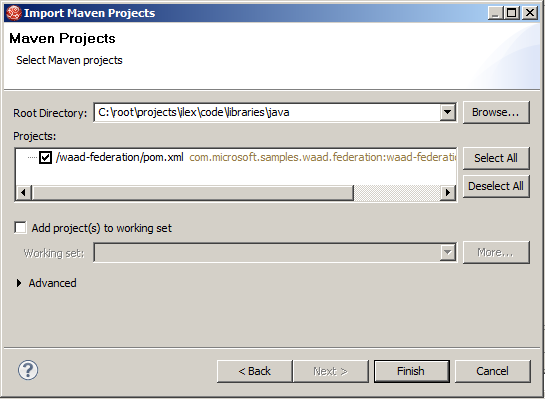 Import Maven Projects
Maven Projects
Select Maven projects
Root Directory: C:\root\projects\ilex\code\libraries\java Browse...
Projects:
/waad-federation/pom.xml com.microsoft.samples.waad.federation:waad-federatio
Select All
Deselect All
Add project(s) to working set
Working set: More...
Advanced
? < Back Next > Finish Cancel